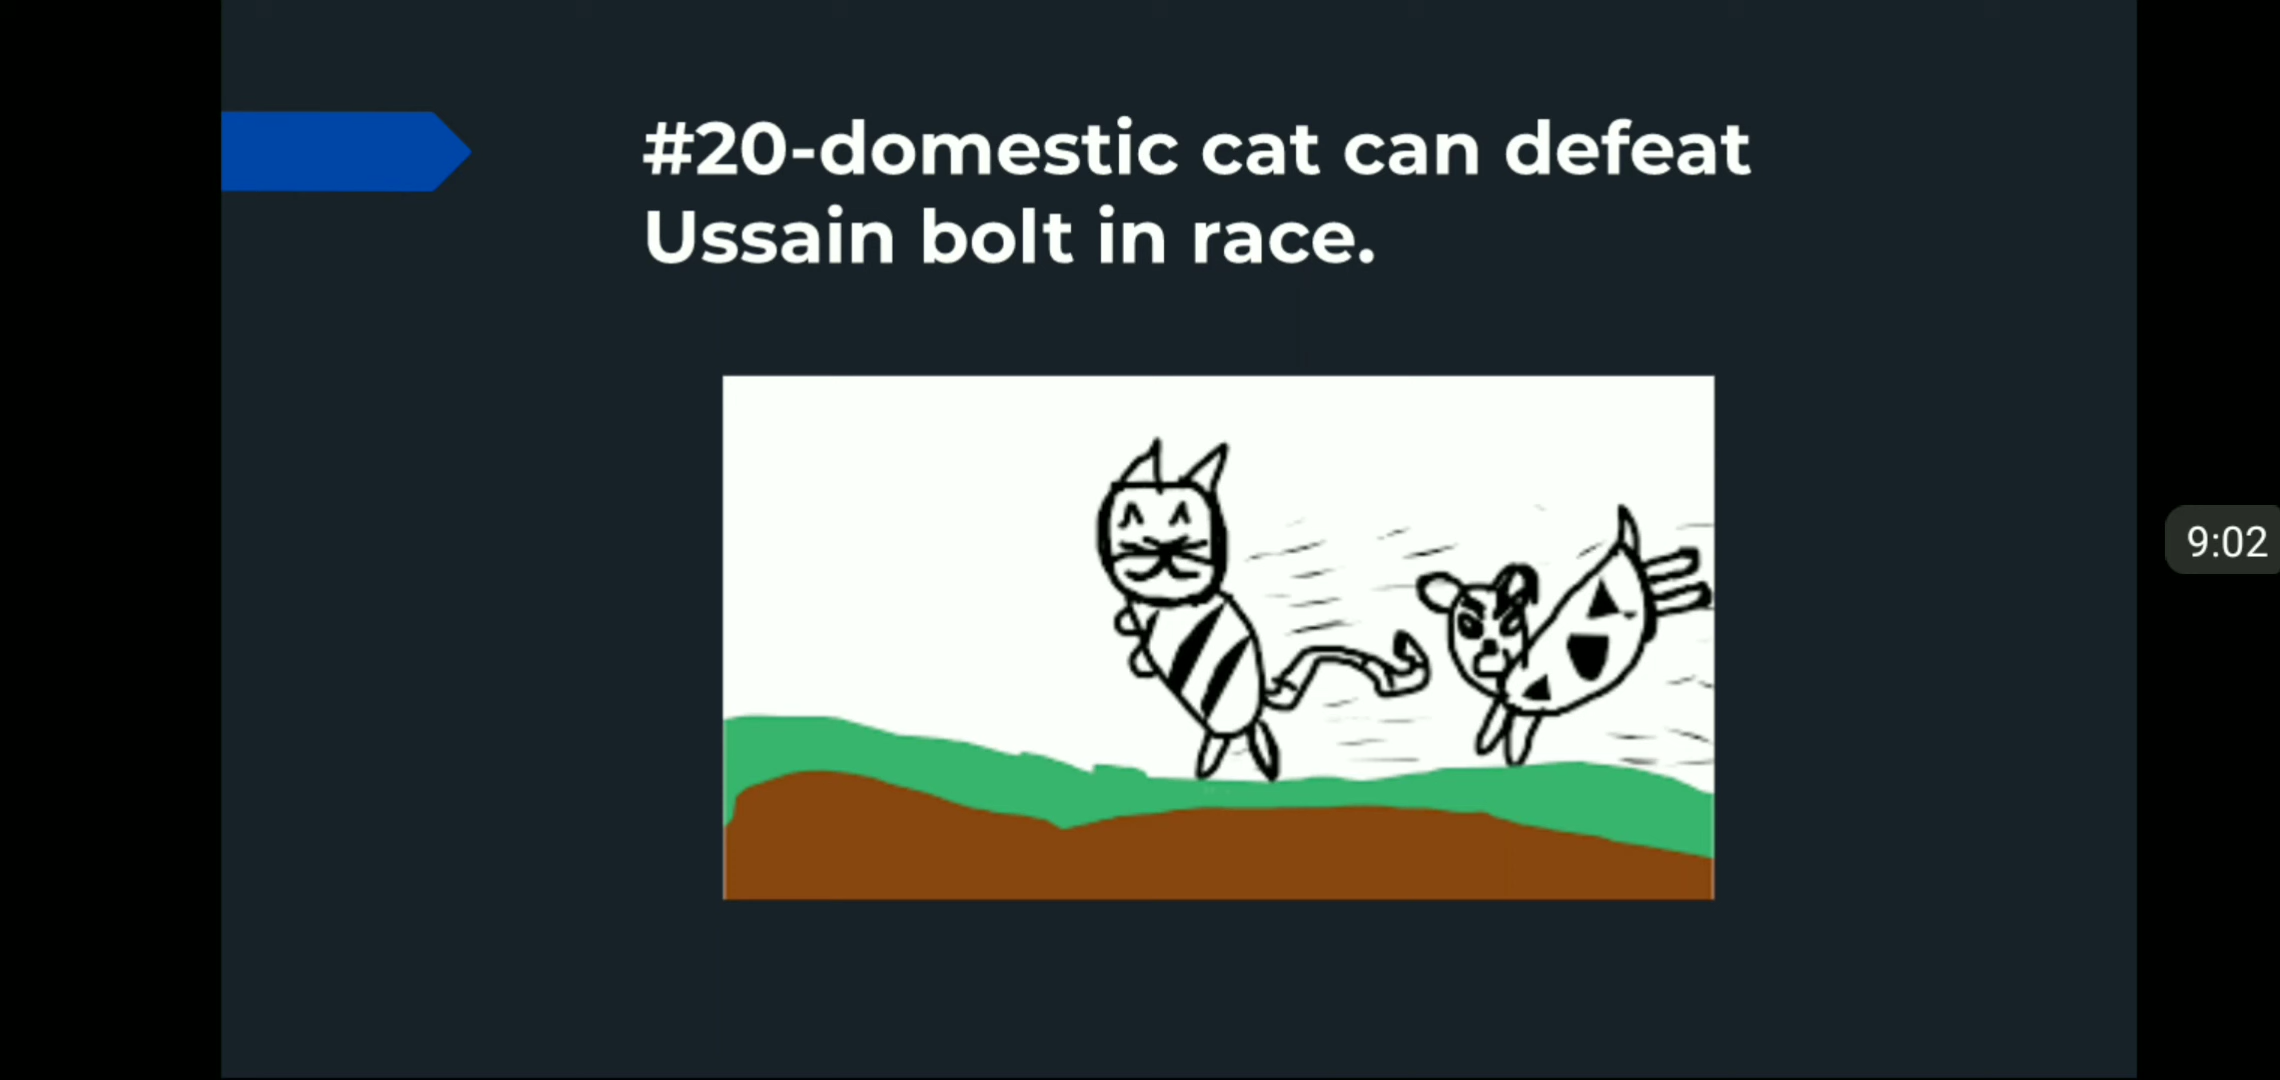 #20-domestic cat can defeat
Ussain bolt in race.
9:02